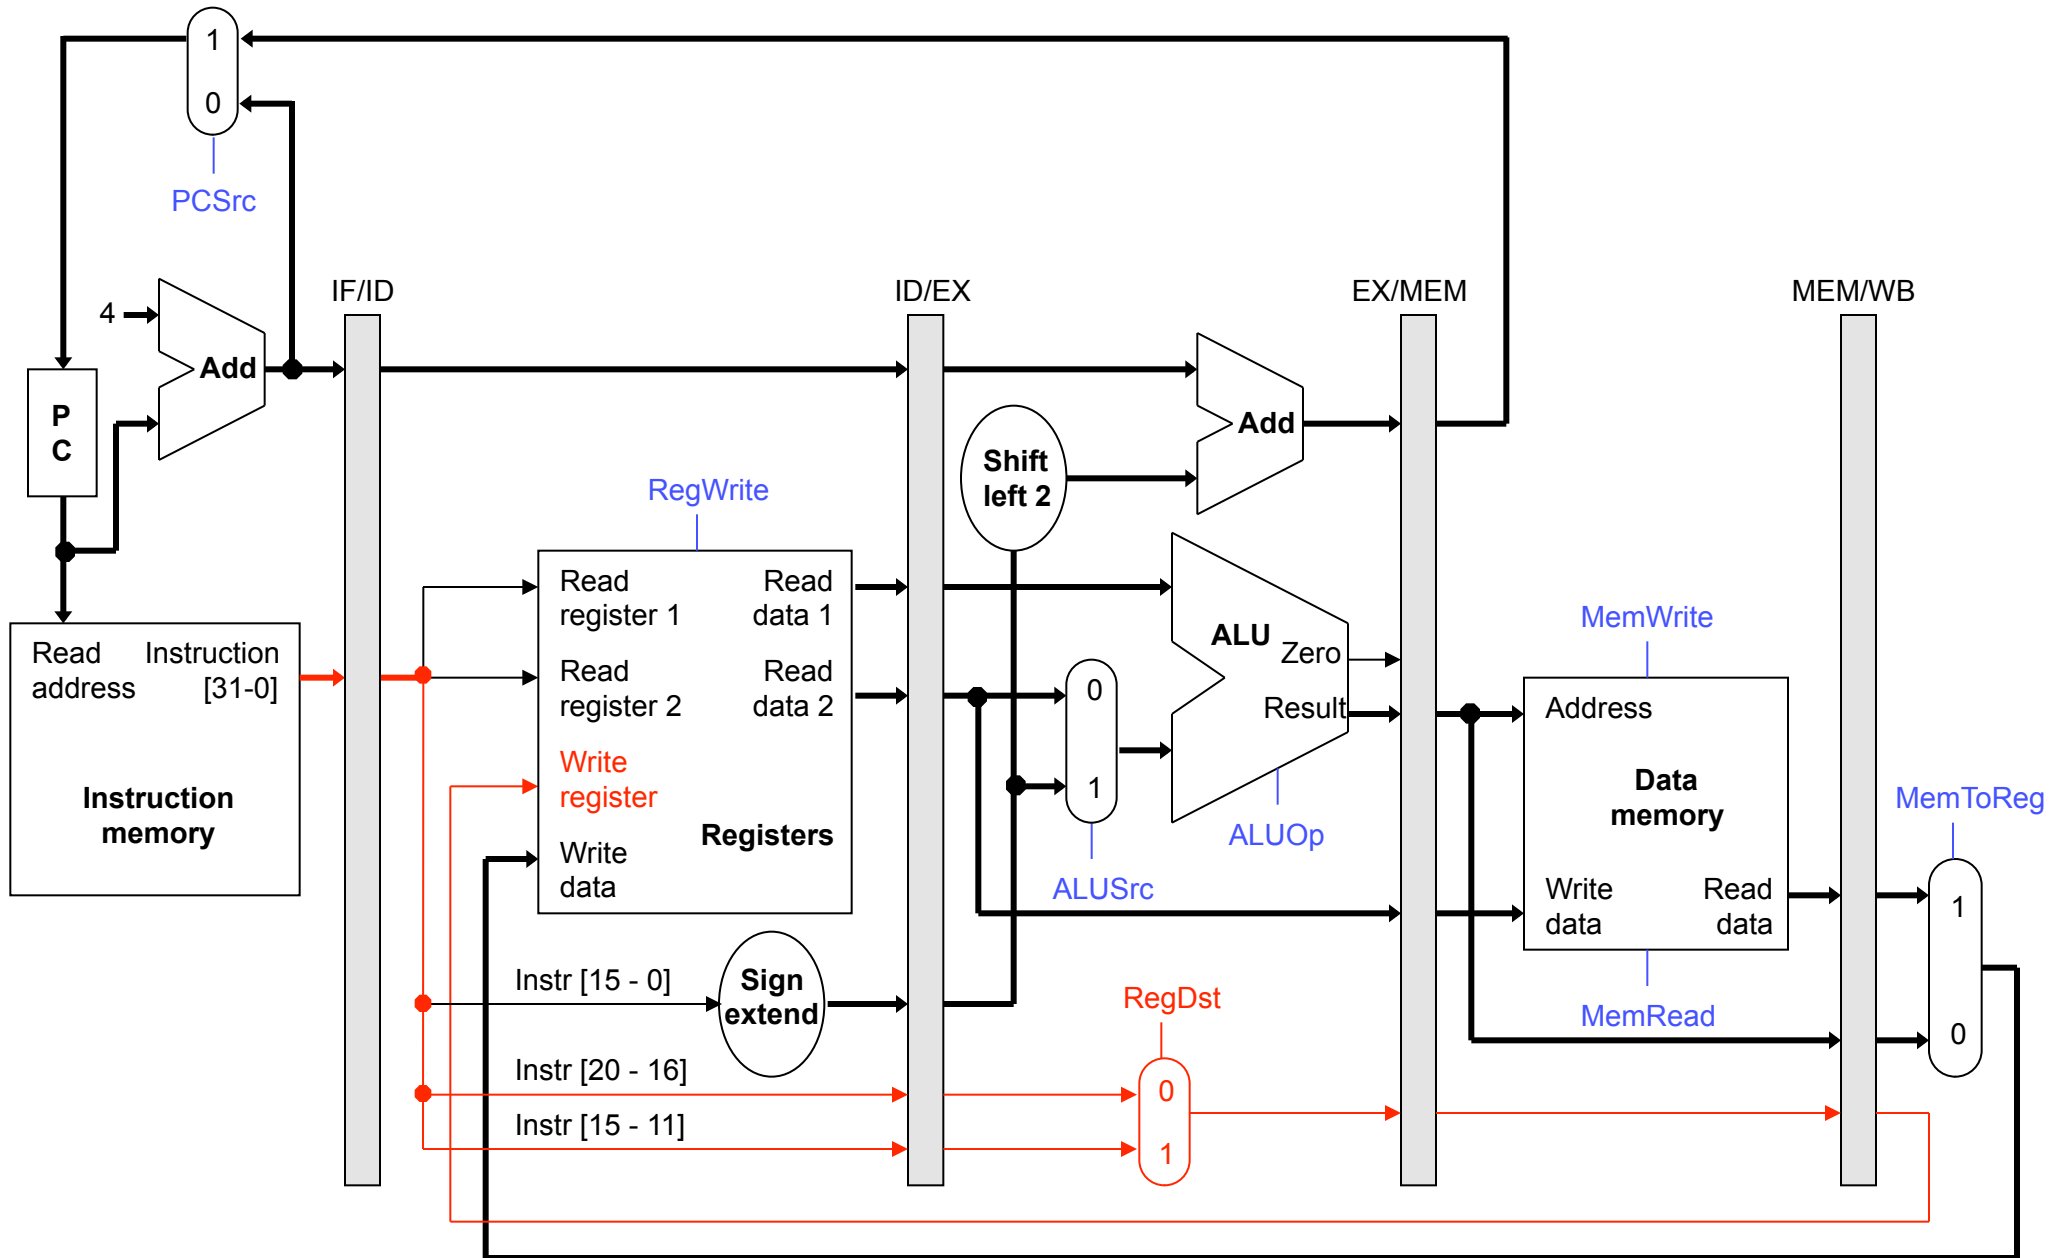 1
0
PCSrc
4
Add
P
C
IF/ID
ID/EX
EX/MEM
MEM/WB
Shift
left 2
Add
RegWrite
Read
register 1
Read
data 1
Read
register 2
Read
data 2
Write
register
Write
data
Registers
Read
address
Instruction
[31-0]
Instruction
memory
ALU
Zero
Result
0
1
ALUSrc
ALUOp
MemWrite
Address
Data
memory
Write
data
Read
data
MemRead
MemToReg
1
0
Instr [15 - 0]
Sign
extend
Instr [20 - 16]
Instr [15 - 11]
RegDst
0
1